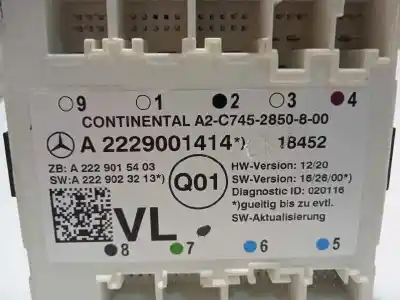 9 1 2 3 4
CONTINENTAL A2-C745-2850-8-00
A 2229001414*) 18452
ZB: A 222 901 54 03
SW: A 222 902 32 13*)
Q01
HW-Version: 12/20
SW-Version: 16/26/00*)
Diagnostic ID: 020116
*)gueitig bis zu evtl.
SW-Aktualisierung
VL
8 7 6 5